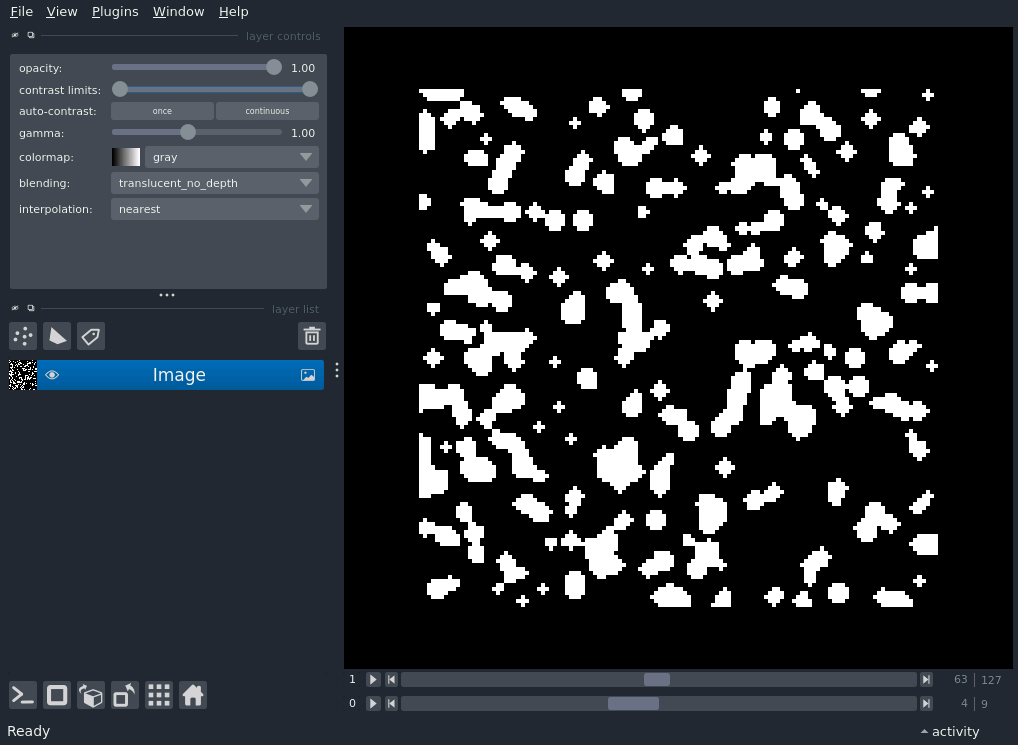 File View Plugins Window Help
layer controls
opacity: 1.00
contrast limits:
auto-contrast: once continuous
gamma: 1.00
colormap: gray
blending: translucent_no_depth
interpolation: nearest
layer list
Image
1 63 127
0 4 9
Ready activity